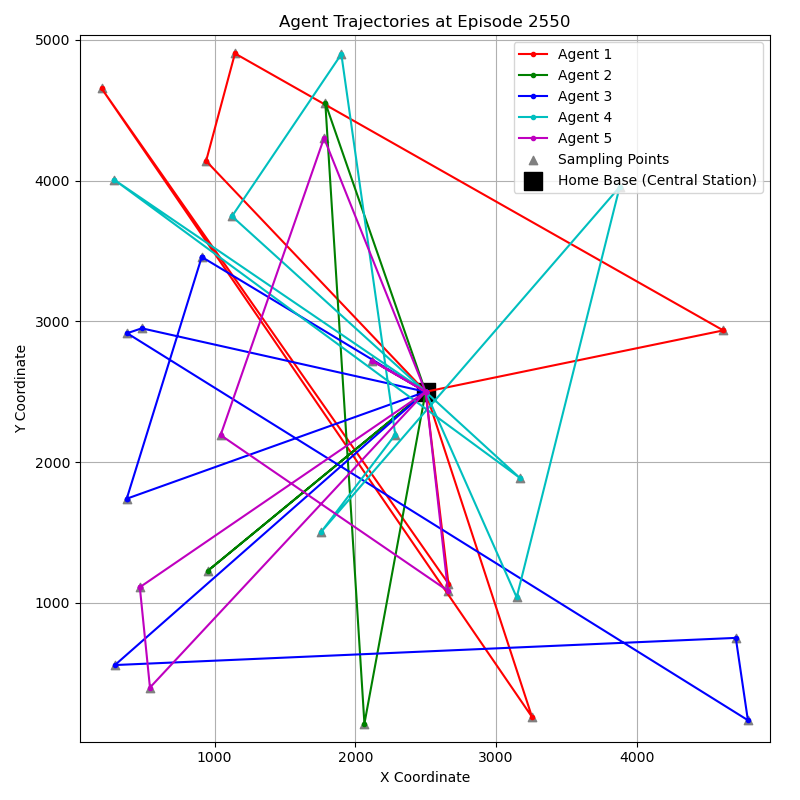 Agent Trajectories at Episode 2550
5000
4000
3000
2000
1000
Y Coordinate
Agent 1
Agent 2
Agent 3
Agent 4
Agent 5
Sampling Points
Home Base (Central Station)
1000 2000 3000 4000
X Coordinate